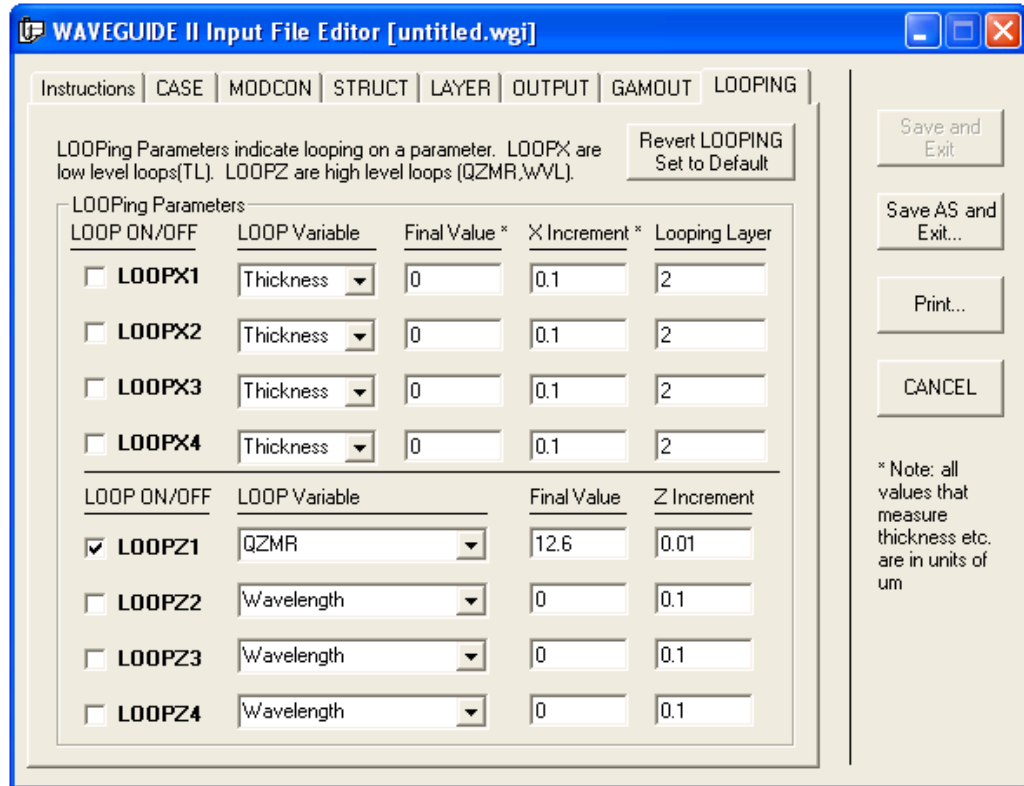 WAVEGUIDE II Input File Editor [untitled.wgi]
Instructions CASE MODCON STRUCT LAYER OUTPUT GAMOUT LOOPING
LOOPing Parameters indicate looping on a parameter. LOOPX are
low level loops(TL). LOOPZ are high level loops (QZMR,WVL).
Revert LOOPING
Set to Default
LOOPing Parameters
LOOP ON/OFF LOOP Variable Final Value * X Increment * Looping Layer
LOOPX1 Thickness 0 0.1 2
LOOPX2 Thickness 0 0.1 2
LOOPX3 Thickness 0 0.1 2
LOOPX4 Thickness 0 0.1 2
LOOP ON/OFF LOOP Variable Final Value Z Increment
LOOPZ1 QZMR 12.6 0.01
LOOPZ2 Wavelength 0 0.1
LOOPZ3 Wavelength 0 0.1
LOOPZ4 Wavelength 0 0.1
Save and
Exit
Save AS and
Exit...
Print...
CANCEL
* Note: all
values that
measure
thickness etc.
are in units of
um